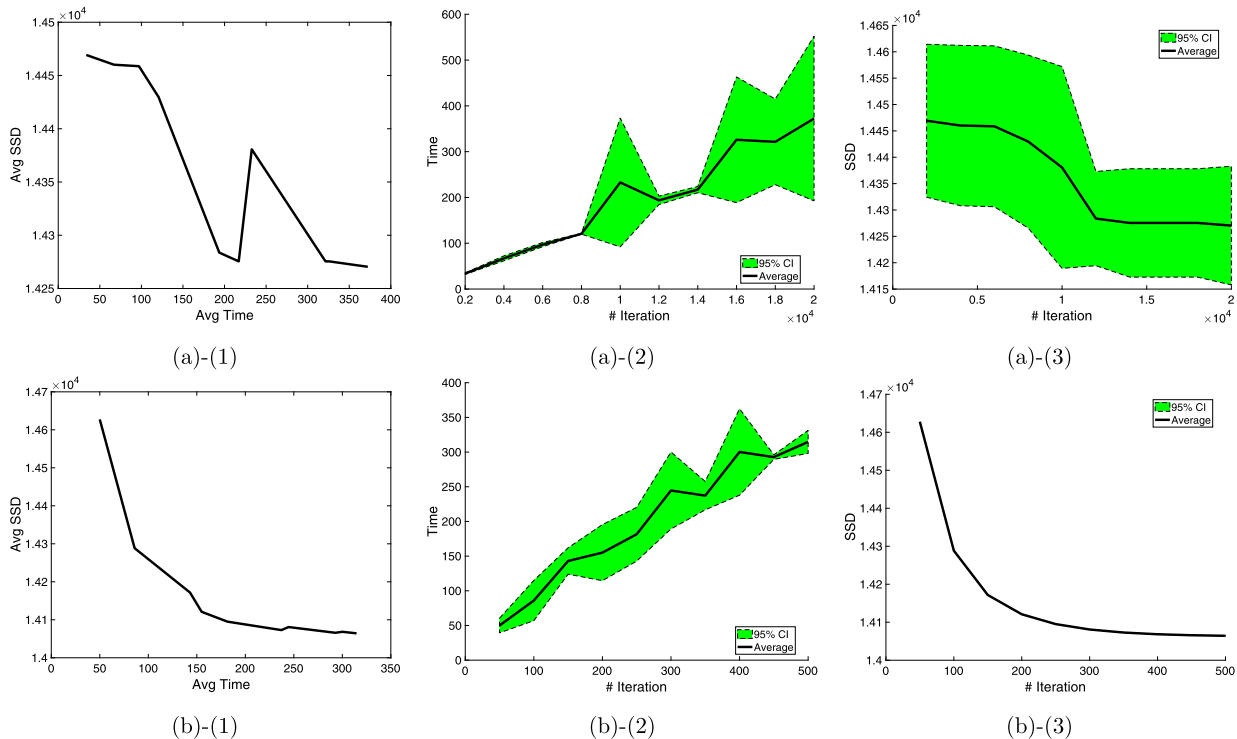 ×10⁴
1.45
1.445
1.44
1.435
1.43
1.425
Avg SSD
0 50 100 150 200 250 300 350 400
Avg Time
(a)-(1)
600
500
400
300
200
100
0
Time
0.2 0.4 0.6 0.8 1 1.2 1.4 1.6 1.8 2
×10⁴
# Iteration
95% CI
Average
(a)-(2)
×10⁴
1.465
1.46
1.455
1.45
1.445
1.44
1.435
1.43
1.425
1.42
1.415
SSD
0 0.5 1 1.5 2
×10⁴
# Iteration
95% CI
Average
(a)-(3)
×10⁴
1.47
1.46
1.45
1.44
1.43
1.42
1.41
1.4
Avg SSD
0 50 100 150 200 250 300 350
Avg Time
(b)-(1)
400
350
300
250
200
150
100
50
0
Time
0 100 200 300 400 500
# Iteration
95% CI
Average
(b)-(2)
×10⁴
1.47
1.46
1.45
1.44
1.43
1.42
1.41
1.4
SSD
0 100 200 300 400 500
# Iteration
95% CI
Average
(b)-(3)